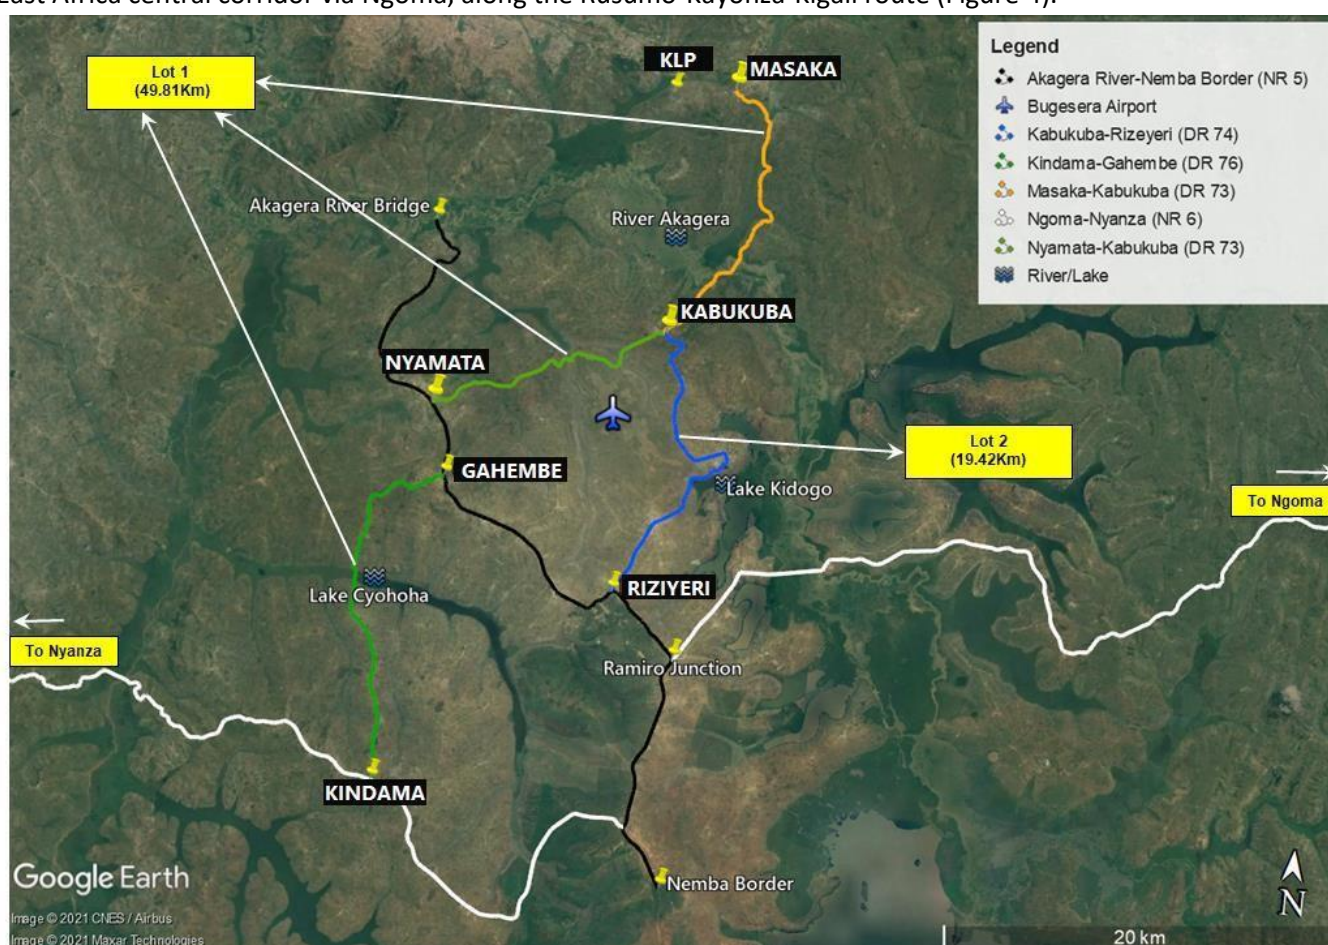 East Africa central corridor via Ngoma, along the Rusumo-Kayonza-Kigali route (Figure 4).
Lot 1
(49.81Km)
KLP
MASAKA
Legend
Akagera River-Nemba Border (NR 5)
Bugesera Airport
Kabukuba-Rizeyeri (DR 74)
Kindama-Gahembe (DR 76)
Masaka-Kabukuba (DR 73)
Ngoma-Nyanza (NR 6)
Nyamata-Kabukuba (DR 73)
River/Lake
Akagera River Bridge
River Akagera
KABUKUBA
NYAMATA
Lot 2
(19.42Km)
GAHEMBE
Lake Kidogo
To Ngoma
RIZIYERI
Lake Cyohoha
To Nyanza
Ramiro Junction
KINDAMA
Nemba Border
Google Earth
Image © 2021 CNES / Airbus
Image © 2021 Maxar Technologies
N
20 km